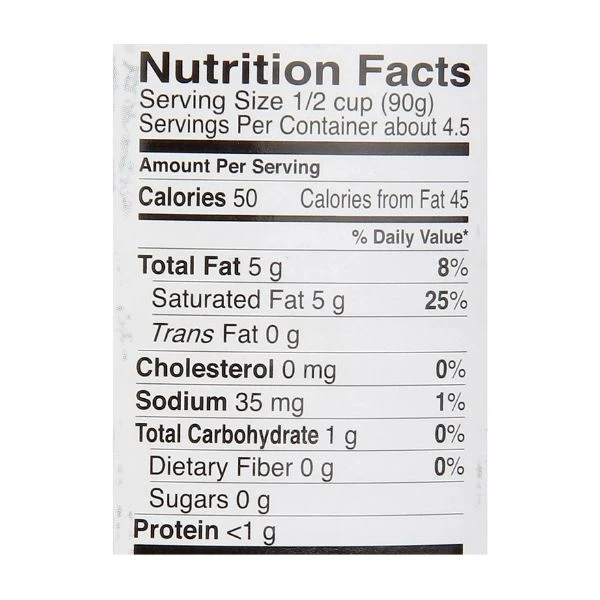 Nutrition Facts
Serving Size 1/2 cup (90g)
Servings Per Container about 4.5
Amount Per Serving
Calories 50 Calories from Fat 45
% Daily Value*
Total Fat 5 g 8%
Saturated Fat 5 g 25%
Trans Fat 0 g
Cholesterol 0 mg 0%
Sodium 35 mg 1%
Total Carbohydrate 1 g 0%
Dietary Fiber 0 g 0%
Sugars 0 g
Protein <1 g